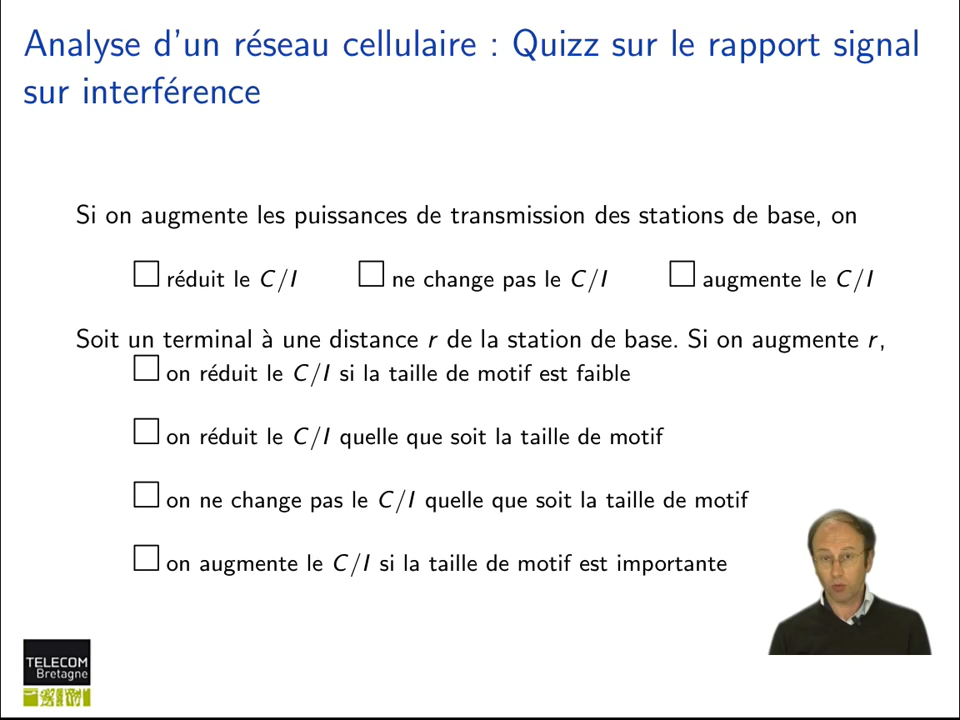 Analyse d'un réseau cellulaire : Quizz sur le rapport signal
sur interférence
Si on augmente les puissances de transmission des stations de base, on
réduit le C/I ne change pas le C/I augmente le C/I
Soit un terminal à une distance r de la station de base. Si on augmente r,
on réduit le C/I si la taille de motif est faible
on réduit le C/I quelle que soit la taille de motif
on ne change pas le C/I quelle que soit la taille de motif
on augmente le C/I si la taille de motif est importante
TELECOM
Bretagne